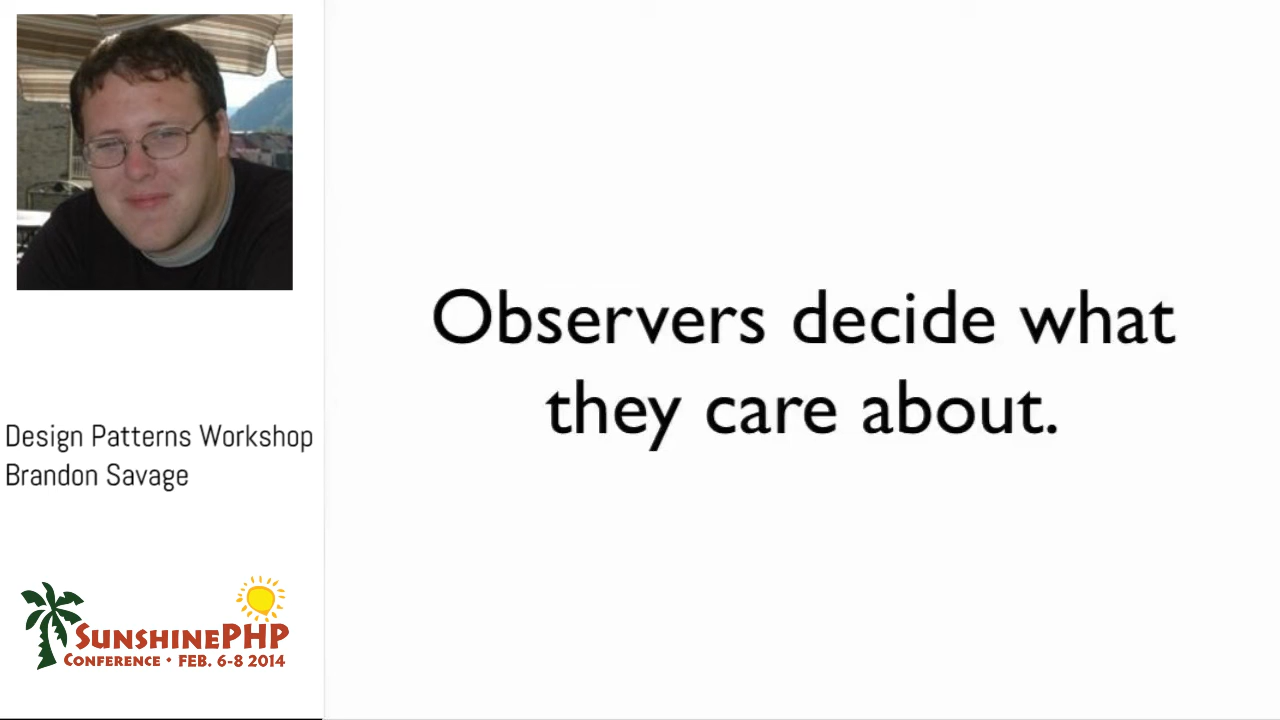 Observers decide what
they care about.
Design Patterns Workshop
Brandon Savage
SUNSHINEPHP
CONFERENCE • FEB. 6-8 2014